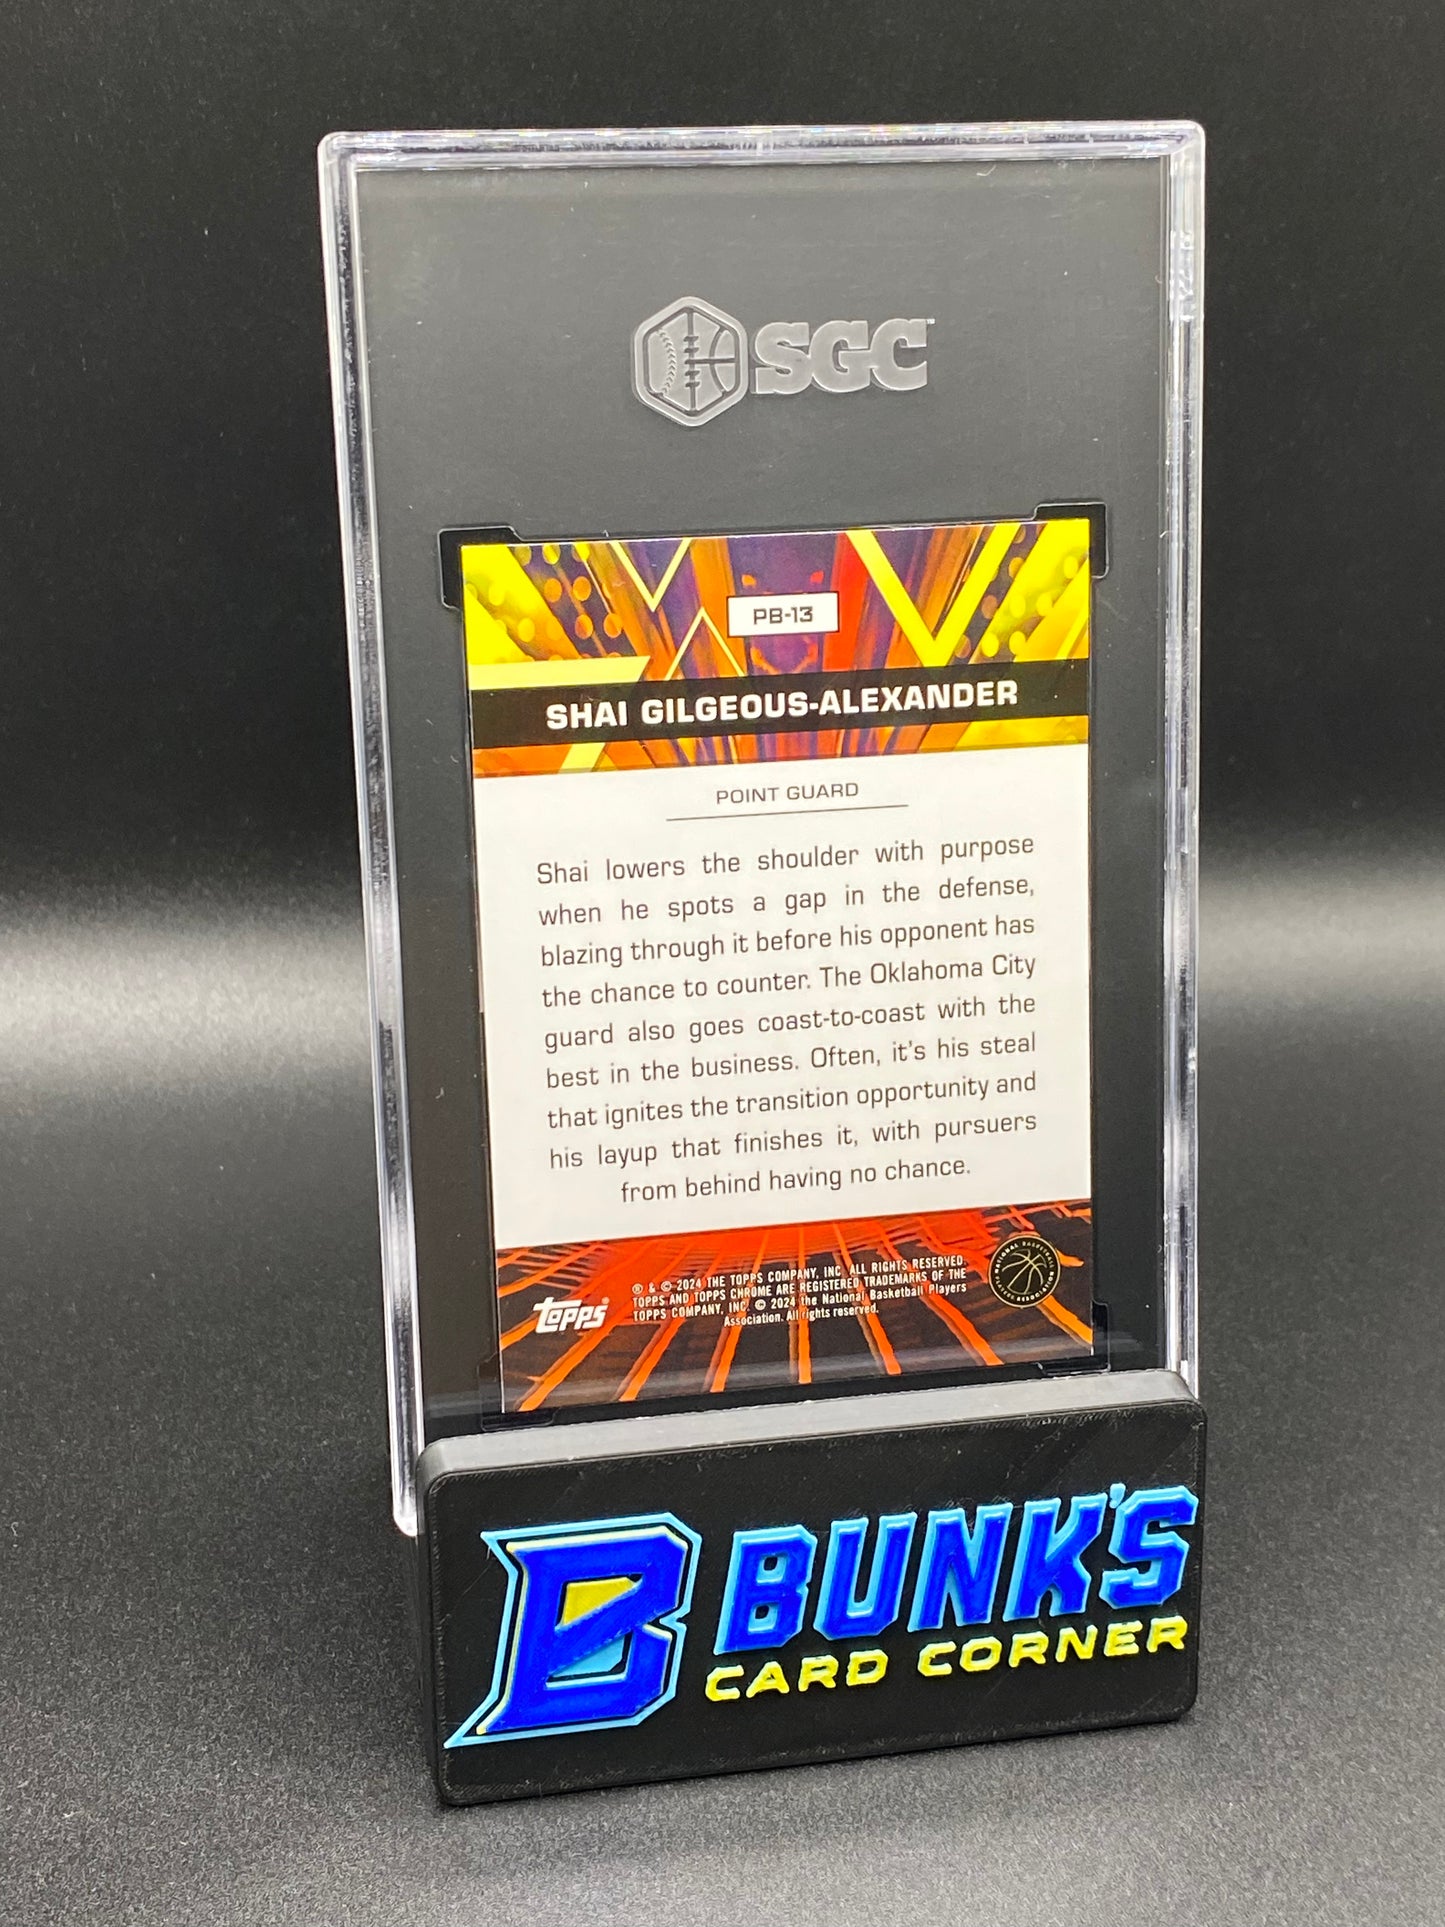 SGC™
PB-13
SHAI GILGEOUS-ALEXANDER
POINT GUARD
Shai lowers the shoulder with purpose
when he spots a gap in the defense,
blazing through it before his opponent has
the chance to counter. The Oklahoma City
guard also goes coast-to-coast with the
best in the business. Often, it's his steal
that ignites the transition opportunity and
his layup that finishes it, with pursuers
from behind having no chance.
topps®
® & © 2024 THE TOPPS COMPANY, INC. ALL RIGHTS RESERVED.
TOPPS AND TOPPS CHROME ARE REGISTERED TRADEMARKS OF THE
TOPPS COMPANY, INC. © 2024 the National Basketball Players
Association. All rights reserved.
NATIONAL BASKETBALL
PLAYERS ASSOCIATION
B BUNK'S
CARD CORNER